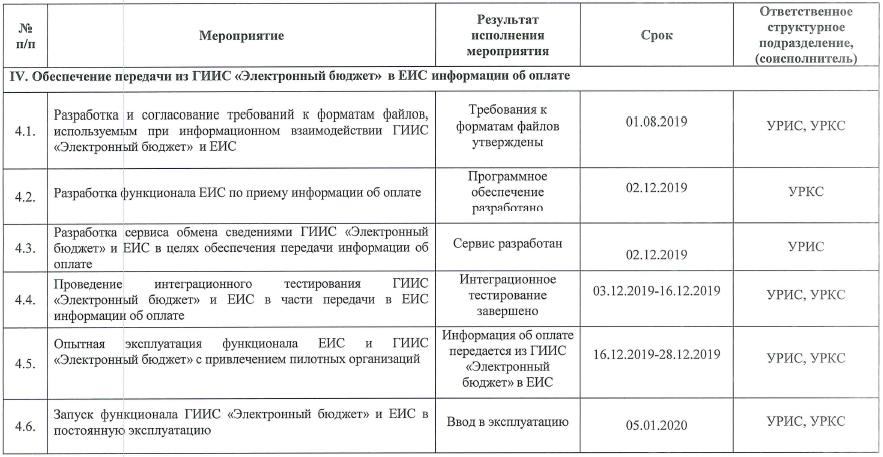 №
п/п
Мероприятие
Результат
исполнения
мероприятия
Срок
Ответственное
структурное
подразделение,
(соисполнитель)
IV. Обеспечение передачи из ГИИС «Электронный бюджет» в ЕИС информации об оплате
4.1.
Разработка и согласование требований к форматам файлов,
используемым при информационном взаимодействии ГИИС
«Электронный бюджет» и ЕИС
Требования к
форматам файлов
утверждены
01.08.2019
УРИС, УРКС
4.2.
Разработка функционала ЕИС по приему информации об оплате
Программное
обеспечение
разработано
02.12.2019
УРКС
4.3.
Разработка сервиса обмена сведениями ГИИС «Электронный
бюджет» и ЕИС в целях обеспечения передачи информации об
оплате
Сервис разработан
02.12.2019
УРИС
4.4.
Проведение интеграционного тестирования ГИИС
«Электронный бюджет» и ЕИС в части передачи в ЕИС
информации об оплате
Интеграционное
тестирование
завершено
03.12.2019-16.12.2019
УРИС, УРКС
4.5.
Опытная эксплуатация функционала ЕИС и ГИИС
«Электронный бюджет» с привлечением пилотных организаций
Информация об оплате
передается из ГИИС
«Электронный
бюджет» в ЕИС
16.12.2019-28.12.2019
УРИС, УРКС
4.6.
Запуск функционала ГИИС «Электронный бюджет» и ЕИС в
постоянную эксплуатацию
Ввод в эксплуатацию
05.01.2020
УРИС, УРКС